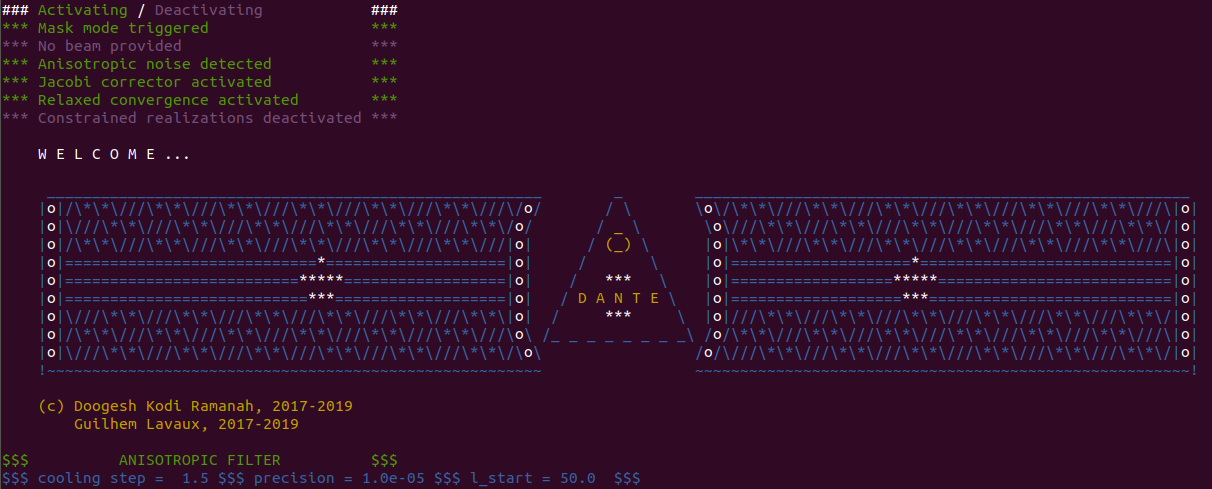 ### Activating / Deactivating ###
*** Mask mode triggered ***
*** No beam provided ***
*** Anisotropic noise detected ***
*** Jacobi corrector activated ***
*** Relaxed convergence activated ***
*** Constrained realizations deactivated ***
W E L C O M E ...
D A N T E
(c) Doogesh Kodi Ramanah, 2017-2019
Guilhem Lavaux, 2017-2019
$$$ ANISOTROPIC FILTER $$$
$$$ cooling step = 1.5 $$$ precision = 1.0e-05 $$$ l_start = 50.0 $$$